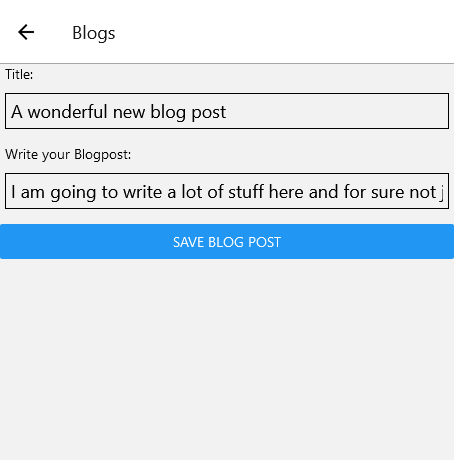 Blogs
Title:
A wonderful new blog post
Write your Blogpost:
I am going to write a lot of stuff here and for sure not
SAVE BLOG POST